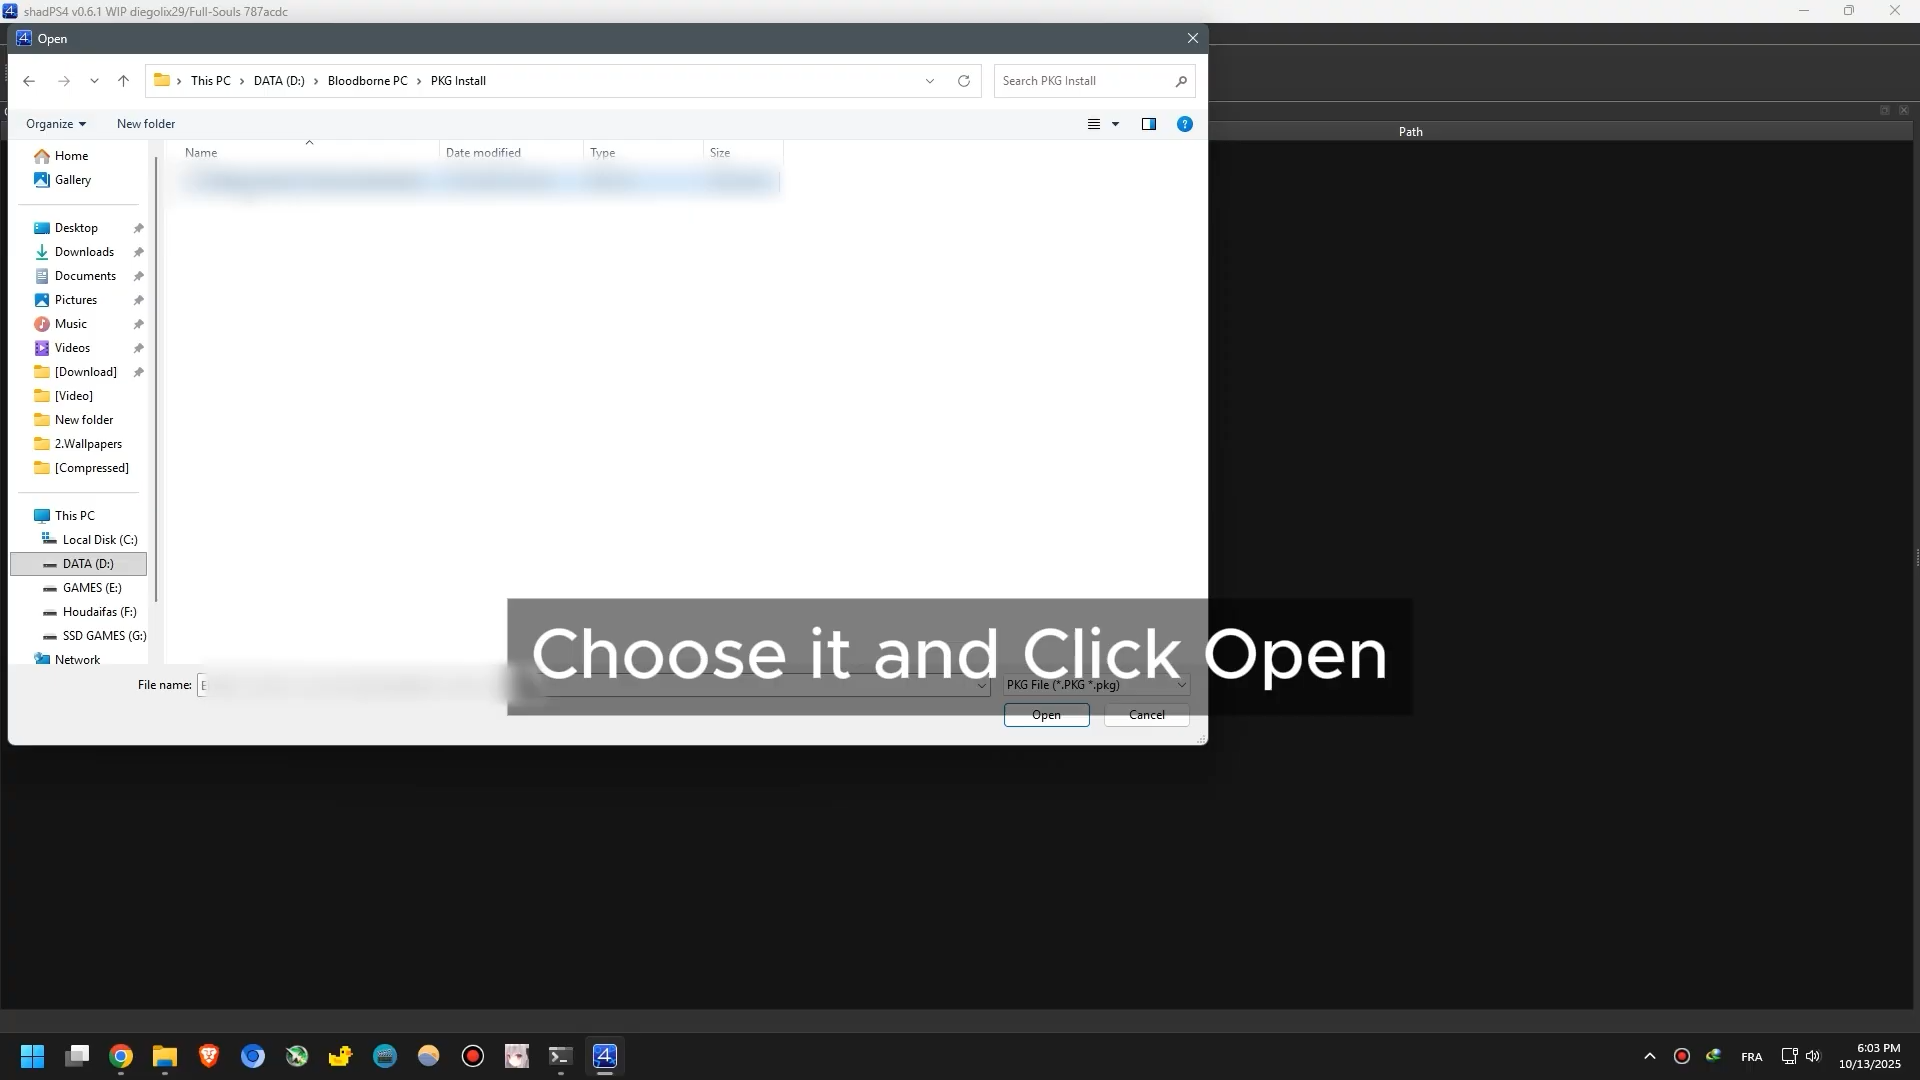 shadPS4 v0.6.1 WIP diegolix29/Full-Souls 787acdc
Open
This PC > DATA (D:) > Bloodborne PC > PKG Install
Search PKG Install
Organize
New folder
Path
Name
Date modified
Type
Size
Home
Gallery
Desktop
Downloads
Documents
Pictures
Music
Videos
[Download]
[Video]
New folder
2.Wallpapers
[Compressed]
This PC
Local Disk (C:)
DATA (D:)
GAMES (E:)
Houdaifas (F:)
SSD GAMES (G:)
Network
Choose it and Click Open
File name:
PKG File (*.PKG *.pkg)
Open
Cancel
FRA
6:03 PM
10/13/2025